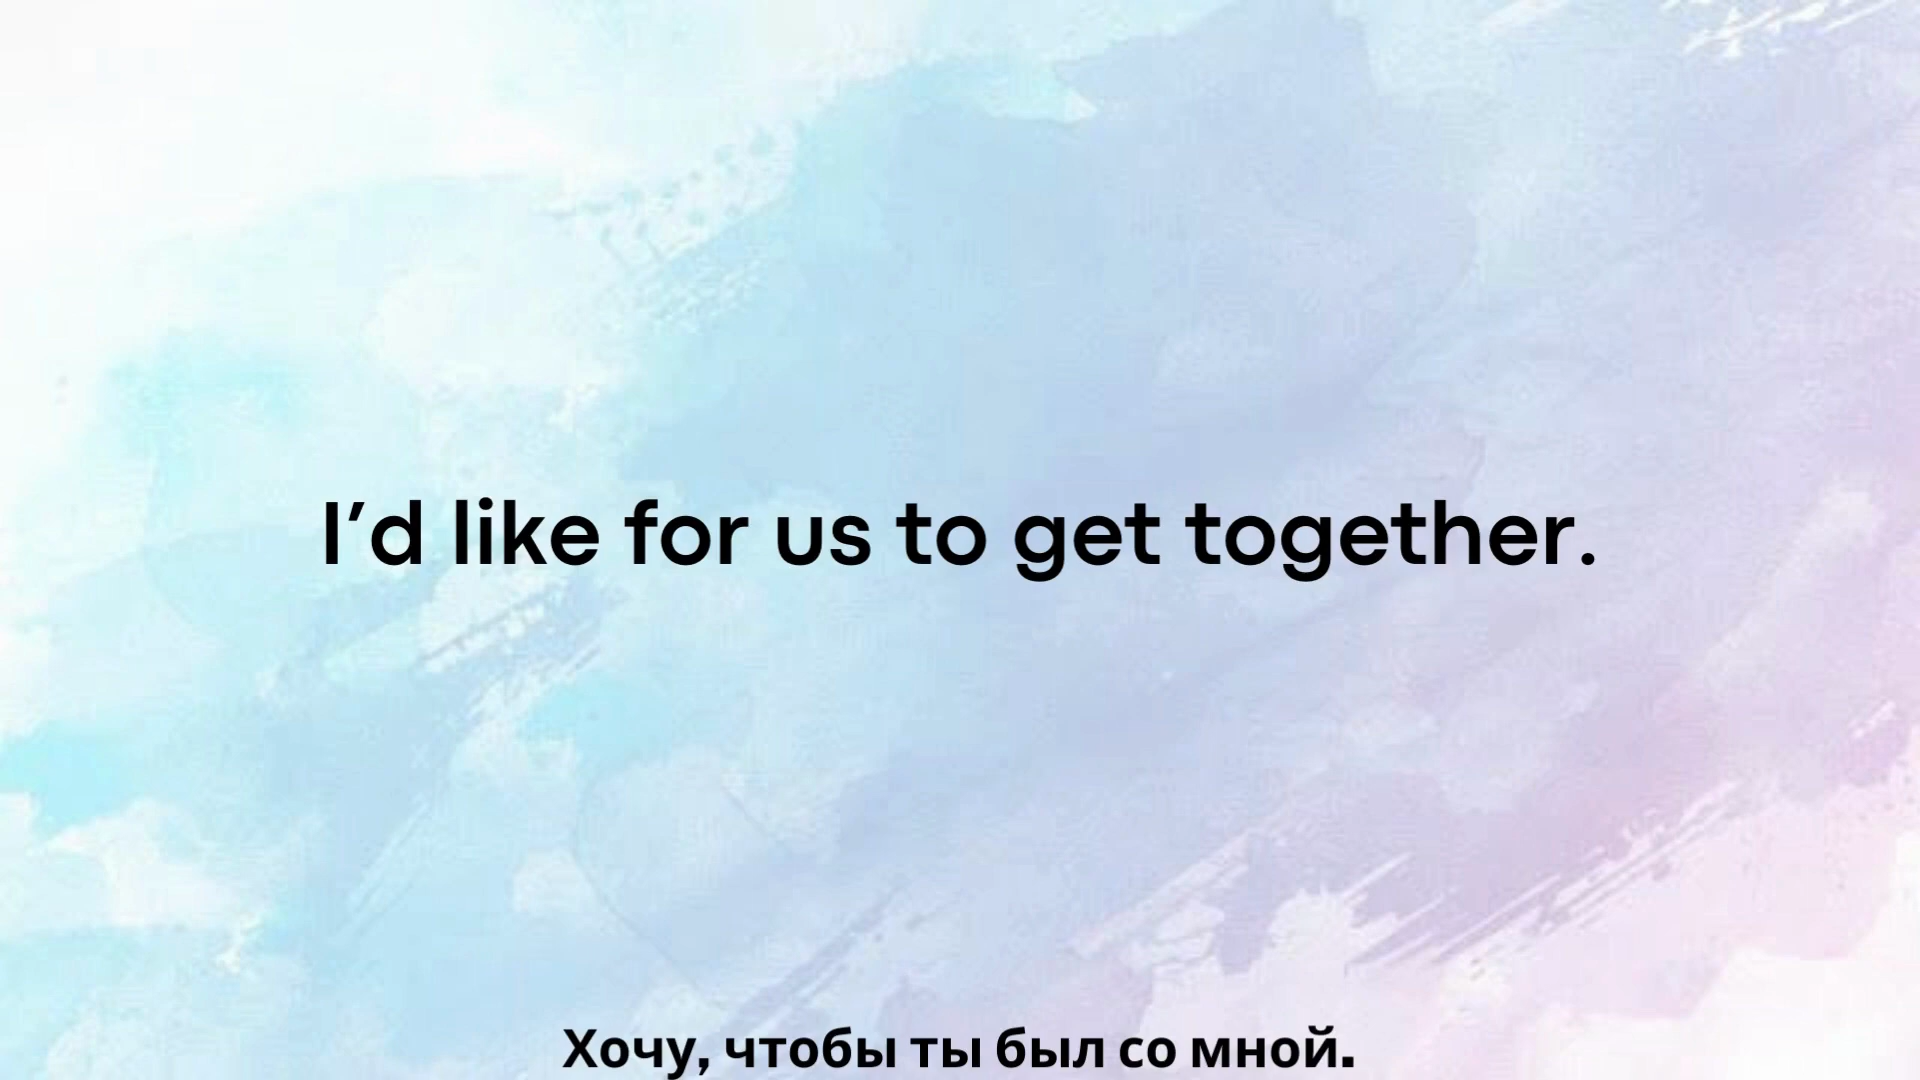 I’d like for us to get together.
Хочу, чтобы ты был со мной.